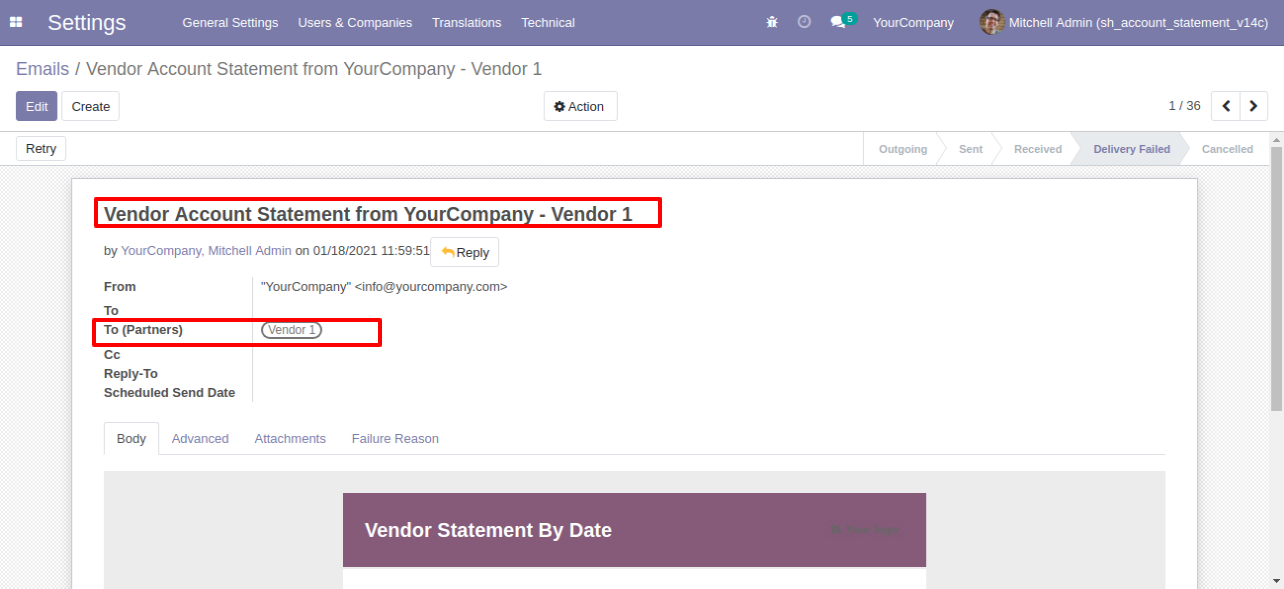 Settings General Settings Users & Companies Translations Technical 5 YourCompany Mitchell Admin (sh_account_statement_v14c)
Emails / Vendor Account Statement from YourCompany - Vendor 1
Edit Create Action 1 / 36
Retry Outgoing Sent Received Delivery Failed Cancelled
Vendor Account Statement from YourCompany - Vendor 1
by YourCompany, Mitchell Admin on 01/18/2021 11:59:51 Reply
From "YourCompany" <info@yourcompany.com>
To
To (Partners) Vendor 1
Cc
Reply-To
Scheduled Send Date
Body Advanced Attachments Failure Reason
Vendor Statement By Date